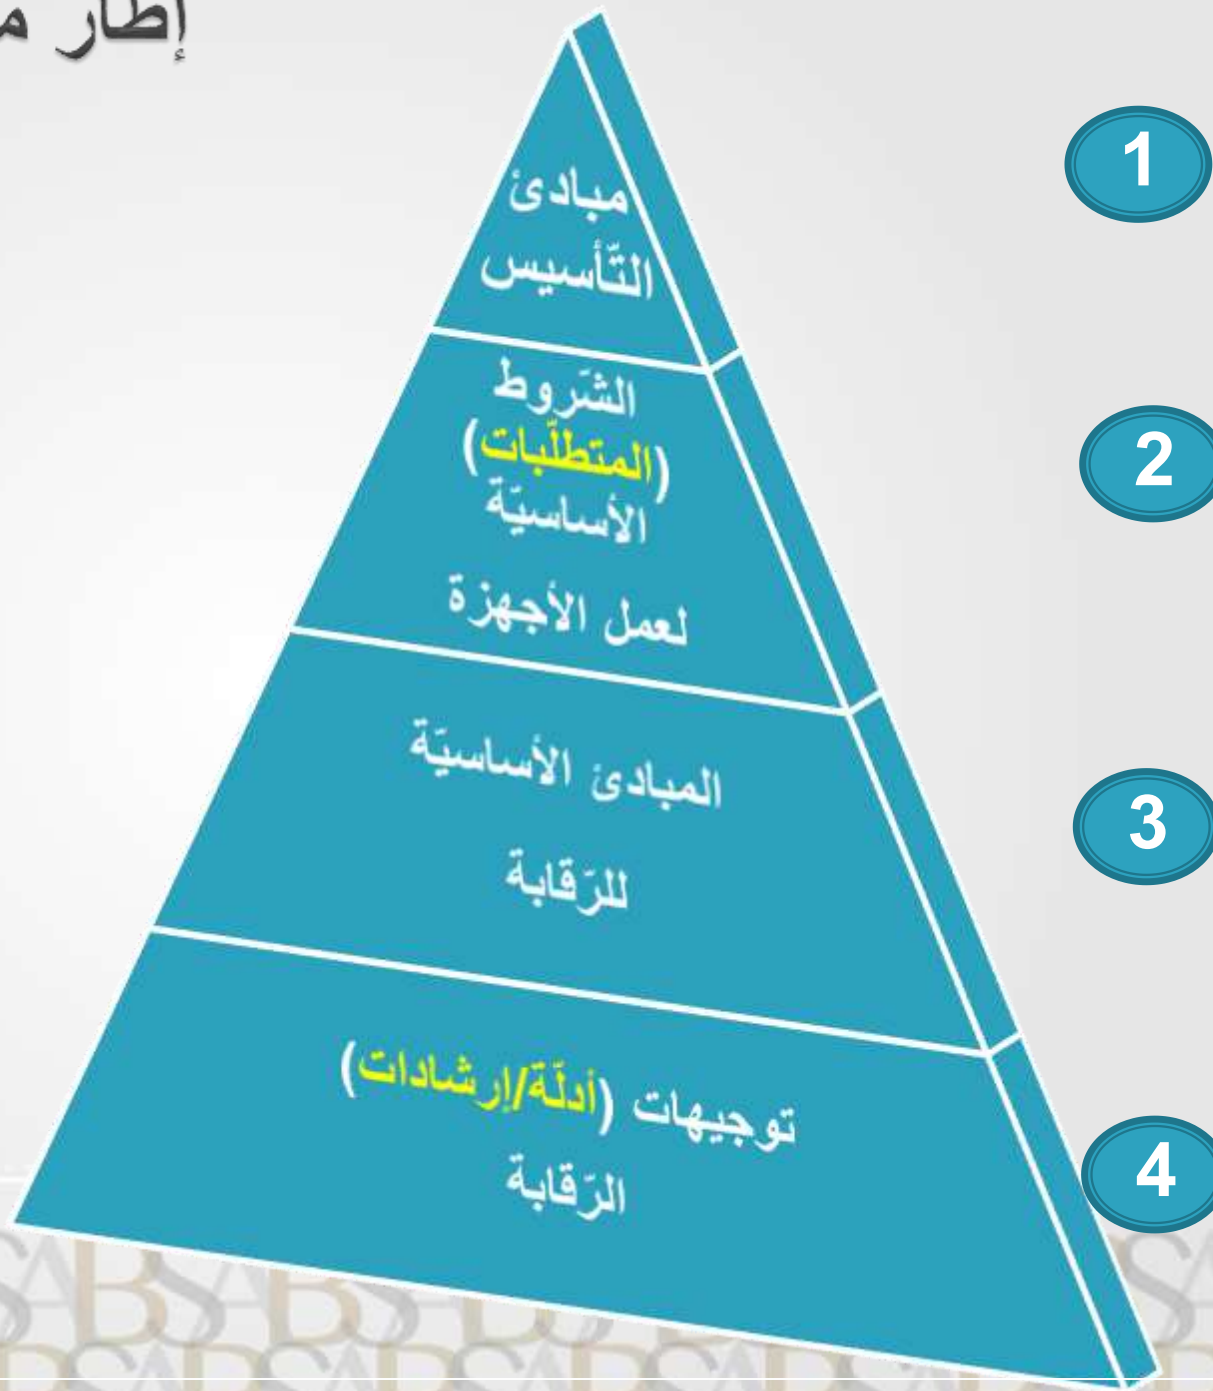 إطار
1
مبادئ
التّأسيس
2
الشَروط
(المتطلّبات)
الأساسيّة
لعمل الأجهزة
3
المبادئ الأساسيّة
للرّقابة
4
توجيهات (أدلّة/إرشادات)
الرّقابة